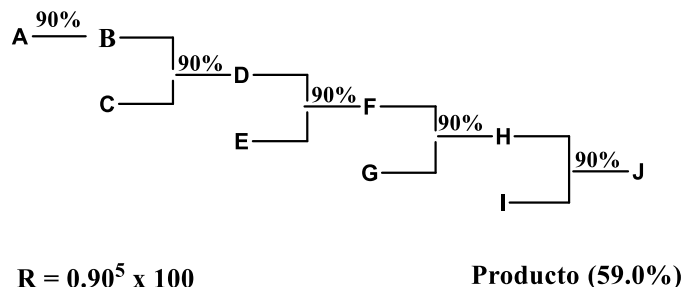 90%
A B
90% D
C
90% F
E
90% H
G
90% J
I
R = 0.90⁵ x 100
Producto (59.0%)